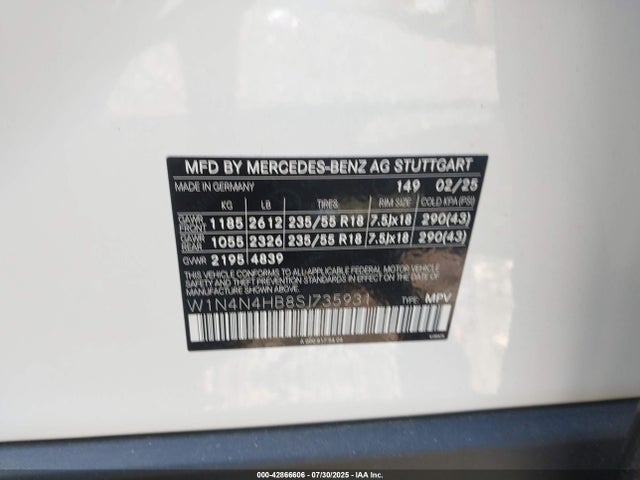 MFD BY MERCEDES-BENZ AG STUTTGART
MADE IN GERMANY 149 02/25
KG LB TIRES RIM SIZE COLD KPA (PSI)
GAWR FRONT 1185 2612 235/55 R18 7.5Jx18 290(43)
GAWR REAR 1055 2326 235/55 R18 7.5Jx18 290(43)
GVWR 2195 4839
THIS VEHICLE CONFORMS TO ALL APPLICABLE FEDERAL MOTOR VEHICLE
SAFETY, BUMPER, AND THEFT PREVENTION STANDARDS IN EFFECT
ON THE DATE OF MANUFACTURE SHOWN ABOVE.
W1N4N4HB8SJ735931 TYPE: MPV
000-42866606 - 07/30/2025 - IAA Inc.